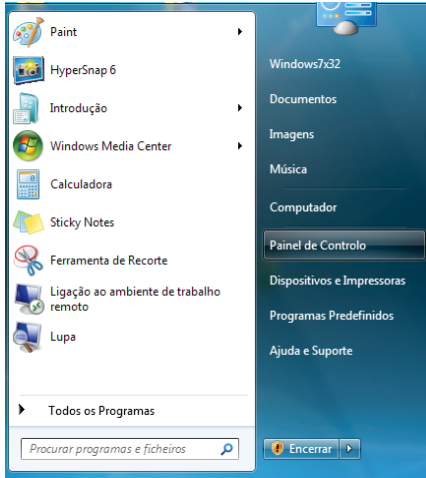 Paint
HyperSnap 6
Introdução
Windows Media Center
Calculadora
Sticky Notes
Ferramenta de Recorte
Ligação ao ambiente de trabalho
remoto
Lupa
Todos os Programas
Procurar programas e ficheiros
Windows7x32
Documentos
Imagens
Música
Computador
Painel de Controlo
Dispositivos e Impressoras
Programas Predefinidos
Ajuda e Suporte
Encerrar